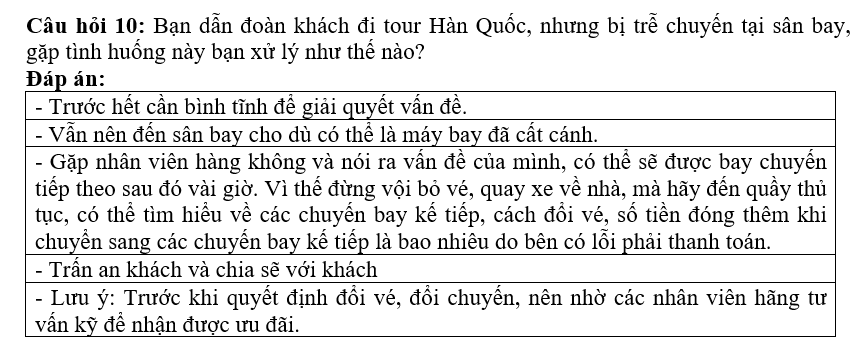 Câu hỏi 10: Bạn dẫn đoàn khách đi tour Hàn Quốc, nhưng bị trễ chuyến tại sân bay,
gặp tình huống này bạn xử lý như thế nào?
Đáp án:
- Trước hết cần bình tĩnh để giải quyết vấn đề.
- Vẫn nên đến sân bay cho dù có thể là máy bay đã cất cánh.
- Gặp nhân viên hàng không và nói ra vấn đề của mình, có thể sẽ được bay chuyến
tiếp theo sau đó vài giờ. Vì thế đừng vội bỏ vé, quay xe về nhà, mà hãy đến quầy thủ
tục, có thể tìm hiểu về các chuyến bay kế tiếp, cách đổi vé, số tiền đóng thêm khi
chuyển sang các chuyến bay kế tiếp là bao nhiêu do bên có lỗi phải thanh toán.
- Trấn an khách và chia sẽ với khách
- Lưu ý: Trước khi quyết định đổi vé, đổi chuyến, nên nhờ các nhân viên hãng tư
vấn kỹ để nhận được ưu đãi.